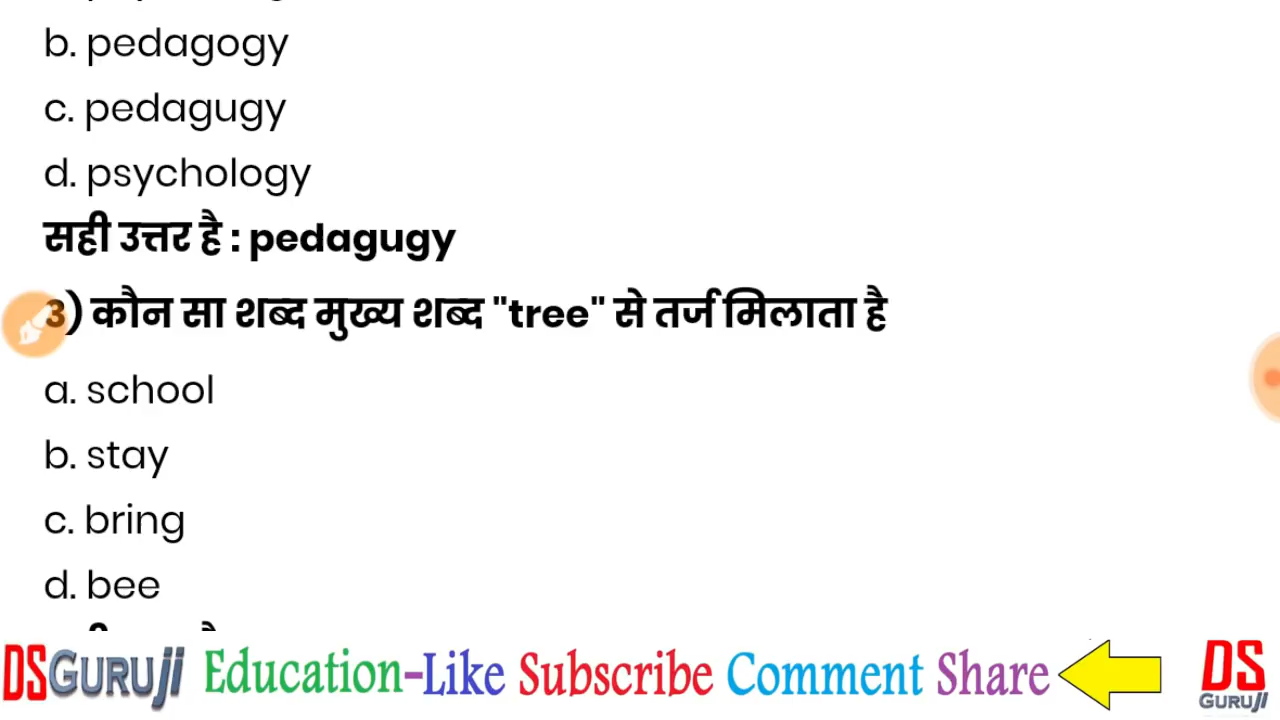 b. pedagogy
c. pedagugy
d. psychology
सही उत्तर है : pedagugy
3) कौन सा शब्द मुख्य शब्द "tree" से तर्ज मिलाता है
a. school
b. stay
c. bring
d. bee
DSGURUJI Education-Like Subscribe Comment Share DS GURUJI